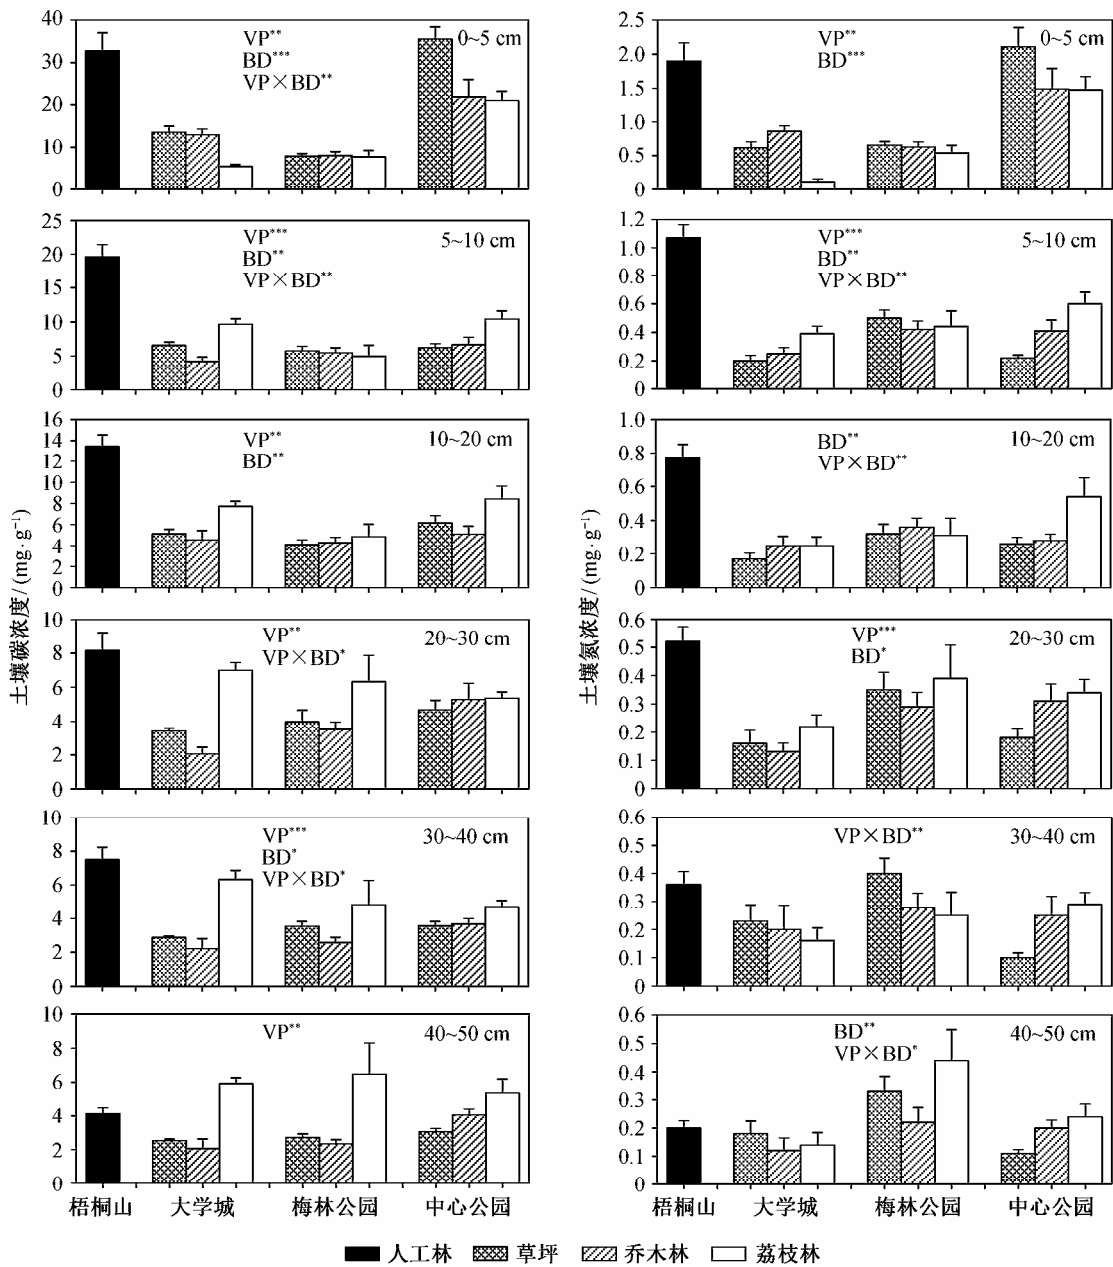 土壤碳浓度/(mg·g⁻¹)
40
30
20
10
0
VP**
BD***
VP×BD**
0~5 cm
25
20
15
10
5
0
VP***
BD**
VP×BD**
5~10 cm
16
14
12
10
8
6
4
2
0
VP**
BD**
10~20 cm
10
8
6
4
2
0
VP**
VP×BD*
20~30 cm
10
8
6
4
2
0
VP***
BD*
VP×BD*
30~40 cm
10
8
6
4
2
0
VP**
40~50 cm
梧桐山 大学城 梅林公园 中心公园
土壤氮浓度/(mg·g⁻¹)
2.5
2.0
1.5
1.0
0.5
0
VP**
BD***
0~5 cm
1.2
1.0
0.8
0.6
0.4
0.2
0
VP***
BD**
VP×BD**
5~10 cm
1.0
0.8
0.6
0.4
0.2
0
BD**
VP×BD**
10~20 cm
0.6
0.5
0.4
0.3
0.2
0.1
0
VP***
BD*
20~30 cm
0.6
0.5
0.4
0.3
0.2
0.1
0
VP×BD**
30~40 cm
0.6
0.5
0.4
0.3
0.2
0.1
0
BD**
VP×BD*
40~50 cm
梧桐山 大学城 梅林公园 中心公园
人工林 草坪 乔木林 荔枝林